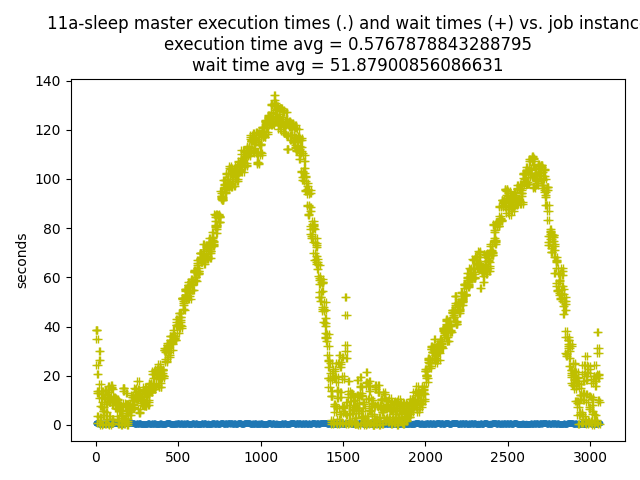 11a-sleep master execution times (.) and wait times (+) vs. job instanc
execution time avg = 0.5767878843288795
wait time avg = 51.87900856086631
140
120
100
80
60
40
20
0
seconds
0 500 1000 1500 2000 2500 3000